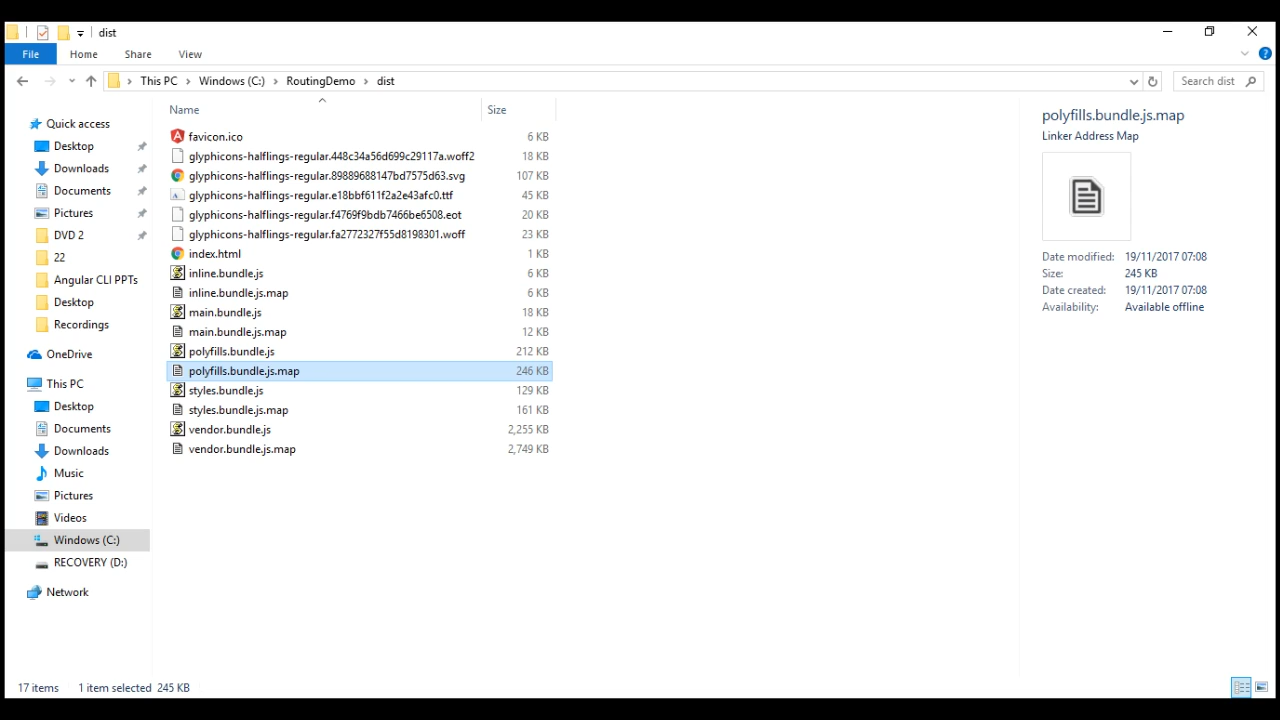 dist
File Home Share View
This PC Windows (C:) RoutingDemo dist Search dist
Quick access
Desktop
Downloads
Documents
Pictures
DVD 2
22
Angular CLI PPTs
Desktop
Recordings
OneDrive
This PC
Desktop
Documents
Downloads
Music
Pictures
Videos
Windows (C:)
RECOVERY (D:)
Network
Name Size
favicon.ico 6 KB
glyphicons-halflings-regular.448c34a56d699c29117a.woff2 18 KB
glyphicons-halflings-regular.89889688147bd7575d63.svg 107 KB
glyphicons-halflings-regular.e18bbf611f2a2e43afc0.ttf 45 KB
glyphicons-halflings-regular.f4769f9bdb7466be6508.eot 20 KB
glyphicons-halflings-regular.fa2772327f55d8198301.woff 23 KB
index.html 1 KB
inline.bundle.js 6 KB
inline.bundle.js.map 6 KB
main.bundle.js 18 KB
main.bundle.js.map 12 KB
polyfills.bundle.js 212 KB
polyfills.bundle.js.map 246 KB
styles.bundle.js 129 KB
styles.bundle.js.map 161 KB
vendor.bundle.js 2,255 KB
vendor.bundle.js.map 2,749 KB
polyfills.bundle.js.map
Linker Address Map
Date modified: 19/11/2017 07:08
Size: 245 KB
Date created: 19/11/2017 07:08
Availability: Available offline
17 items 1 item selected 245 KB